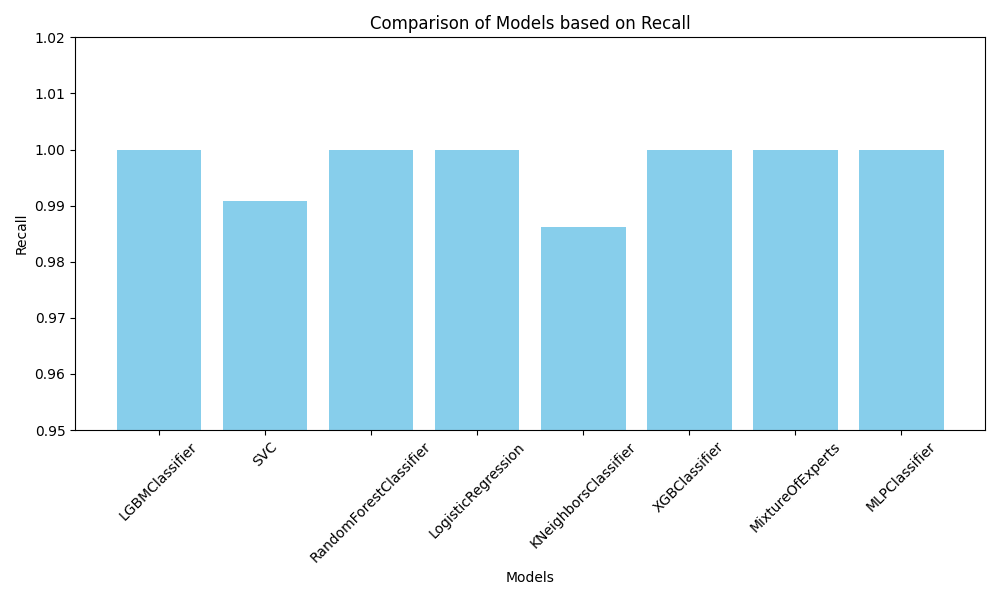 Comparison of Models based on Recall
1.02
1.01
1.00
0.99
0.98
0.97
0.96
0.95
Recall
LGBMClassifier
SVC
RandomForestClassifier
LogisticRegression
KNeighborsClassifier
XGBClassifier
MixtureOfExperts
MLPClassifier
Models